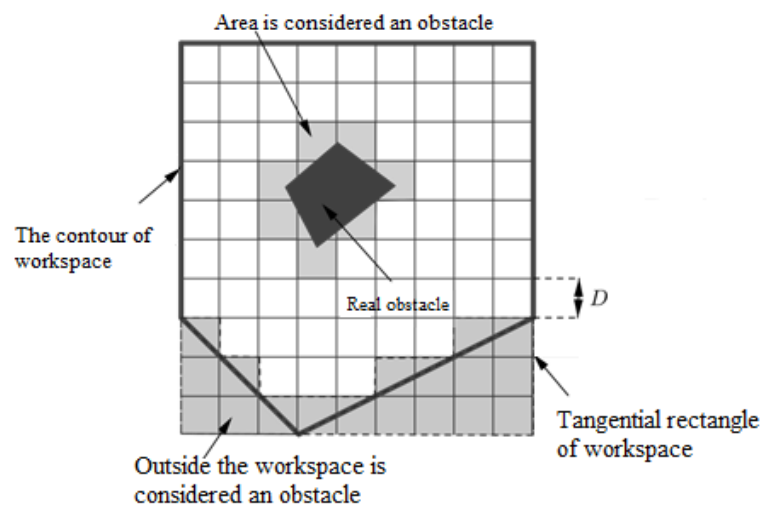 Area is considered an obstacle
The contour of
workspace
Real obstacle
D
Tangential rectangle
of workspace
Outside the workspace is
considered an obstacle